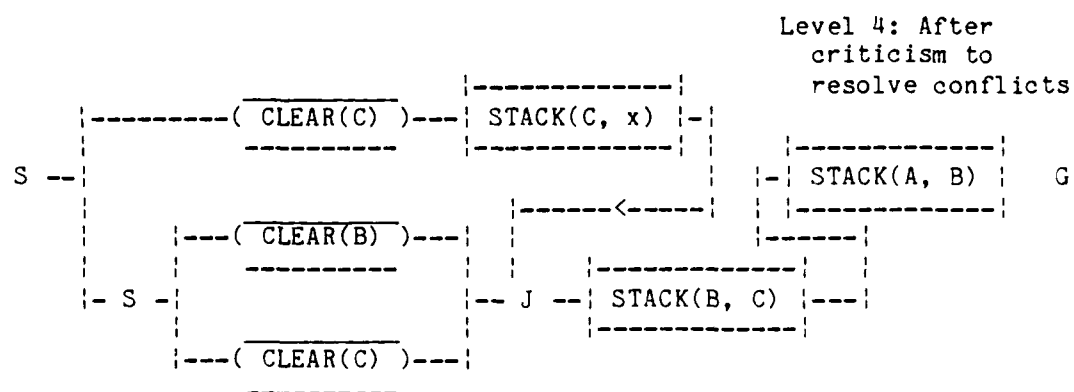 Level 4: After
criticism to
resolve conflicts
CLEAR(C) STACK(C, x)
S STACK(A, B) G
<
CLEAR(B)
S J STACK(B, C)
CLEAR(C)